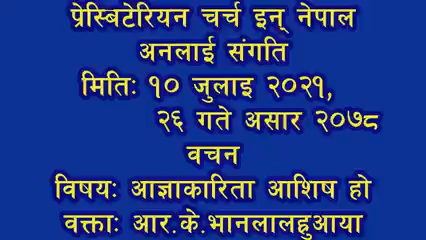 प्रेस्बिटेरियन चर्च इन् नेपाल
अनलाई संगति
मितिः १० जुलाइ २०२१,
२६ गते असार २०७८
वचन
विषयः आज्ञाकारिता आशिष हो
वक्ताः आर.के.भानलालह्रुआया